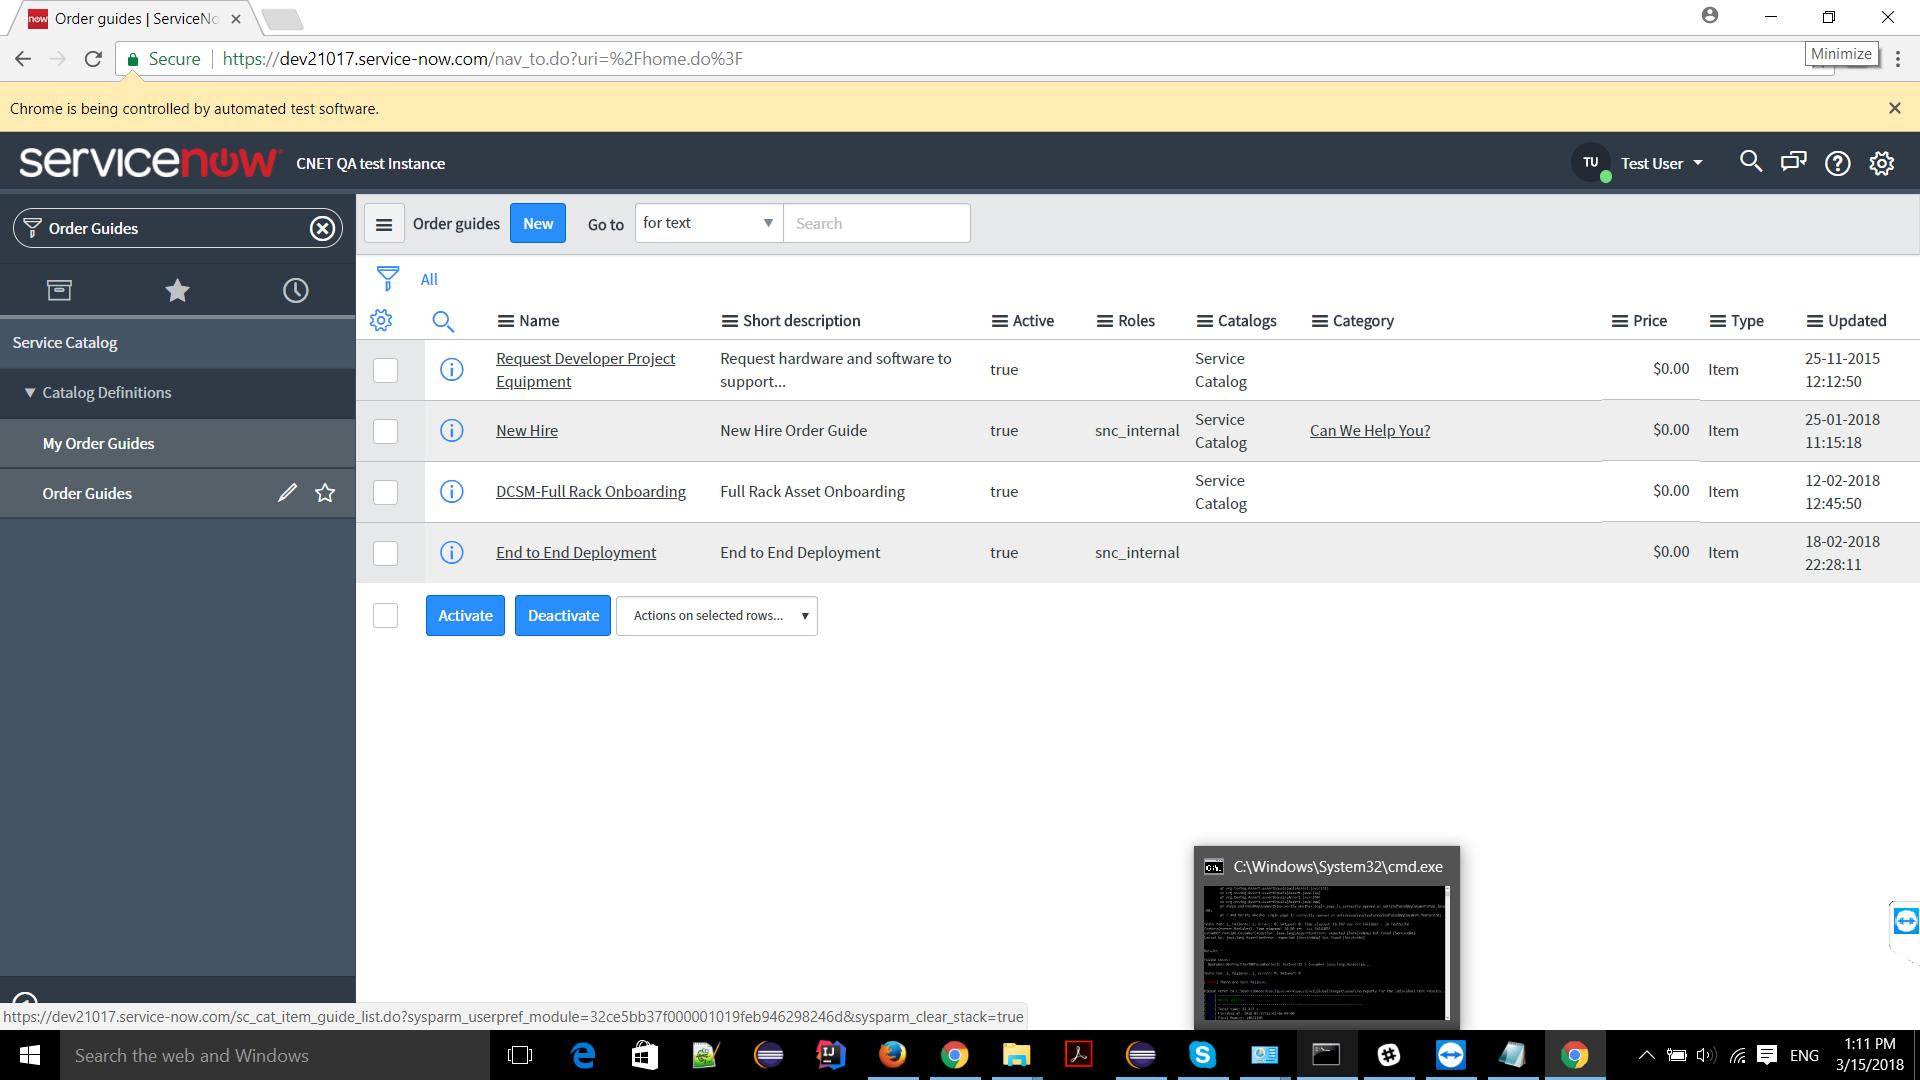 Order guides | ServiceNo
Secure
https://dev21017.service-now.com/nav_to.do?uri=%2Fhome.do%3F
Minimize
Chrome is being controlled by automated test software.
servicenow CNET QA test Instance
TU Test User
Order Guides
Order guides New Go to for text Search
All
Name Short description Active Roles Catalogs Category Price Type Updated
Request Developer Project Equipment Request hardware and software to support... true Service Catalog $0.00 Item 25-11-2015 12:12:50
New Hire New Hire Order Guide true snc_internal Service Catalog Can We Help You? $0.00 Item 25-01-2018 11:15:18
DCSM-Full Rack Onboarding Full Rack Asset Onboarding true Service Catalog $0.00 Item 12-02-2018 12:45:50
End to End Deployment End to End Deployment true snc_internal $0.00 Item 18-02-2018 22:28:11
Activate Deactivate Actions on selected rows...
Service Catalog
Catalog Definitions
My Order Guides
Order Guides
C:\Windows\System32\cmd.exe
https://dev21017.service-now.com/sc_cat_item_guide_list.do?sysparm_userpref_module=32ce5bb37f000001019feb946298246d&sysparm_clear_stack=true
Search the web and Windows
ENG
1:11 PM
3/15/2018